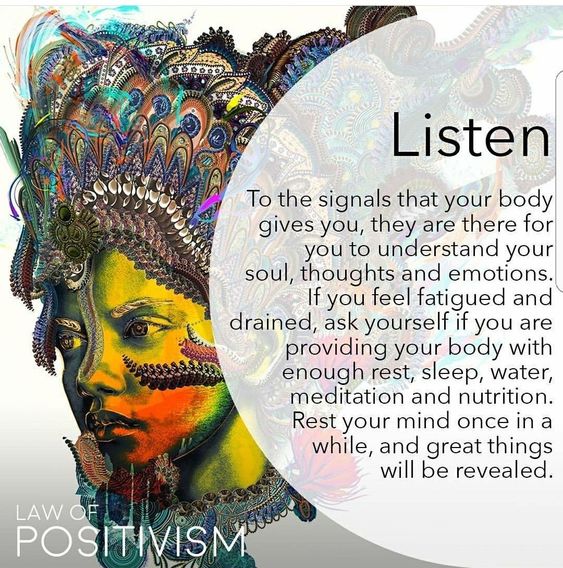 Listen
To the signals that your body
gives you, they are there for
you to understand your
soul, thoughts and emotions.
If you feel fatigued and
drained, ask yourself if you are
providing your body with
enough rest, sleep, water,
meditation and nutrition.
Rest your mind once in a
while, and great things
will be revealed.
LAW OF
POSITIVISM